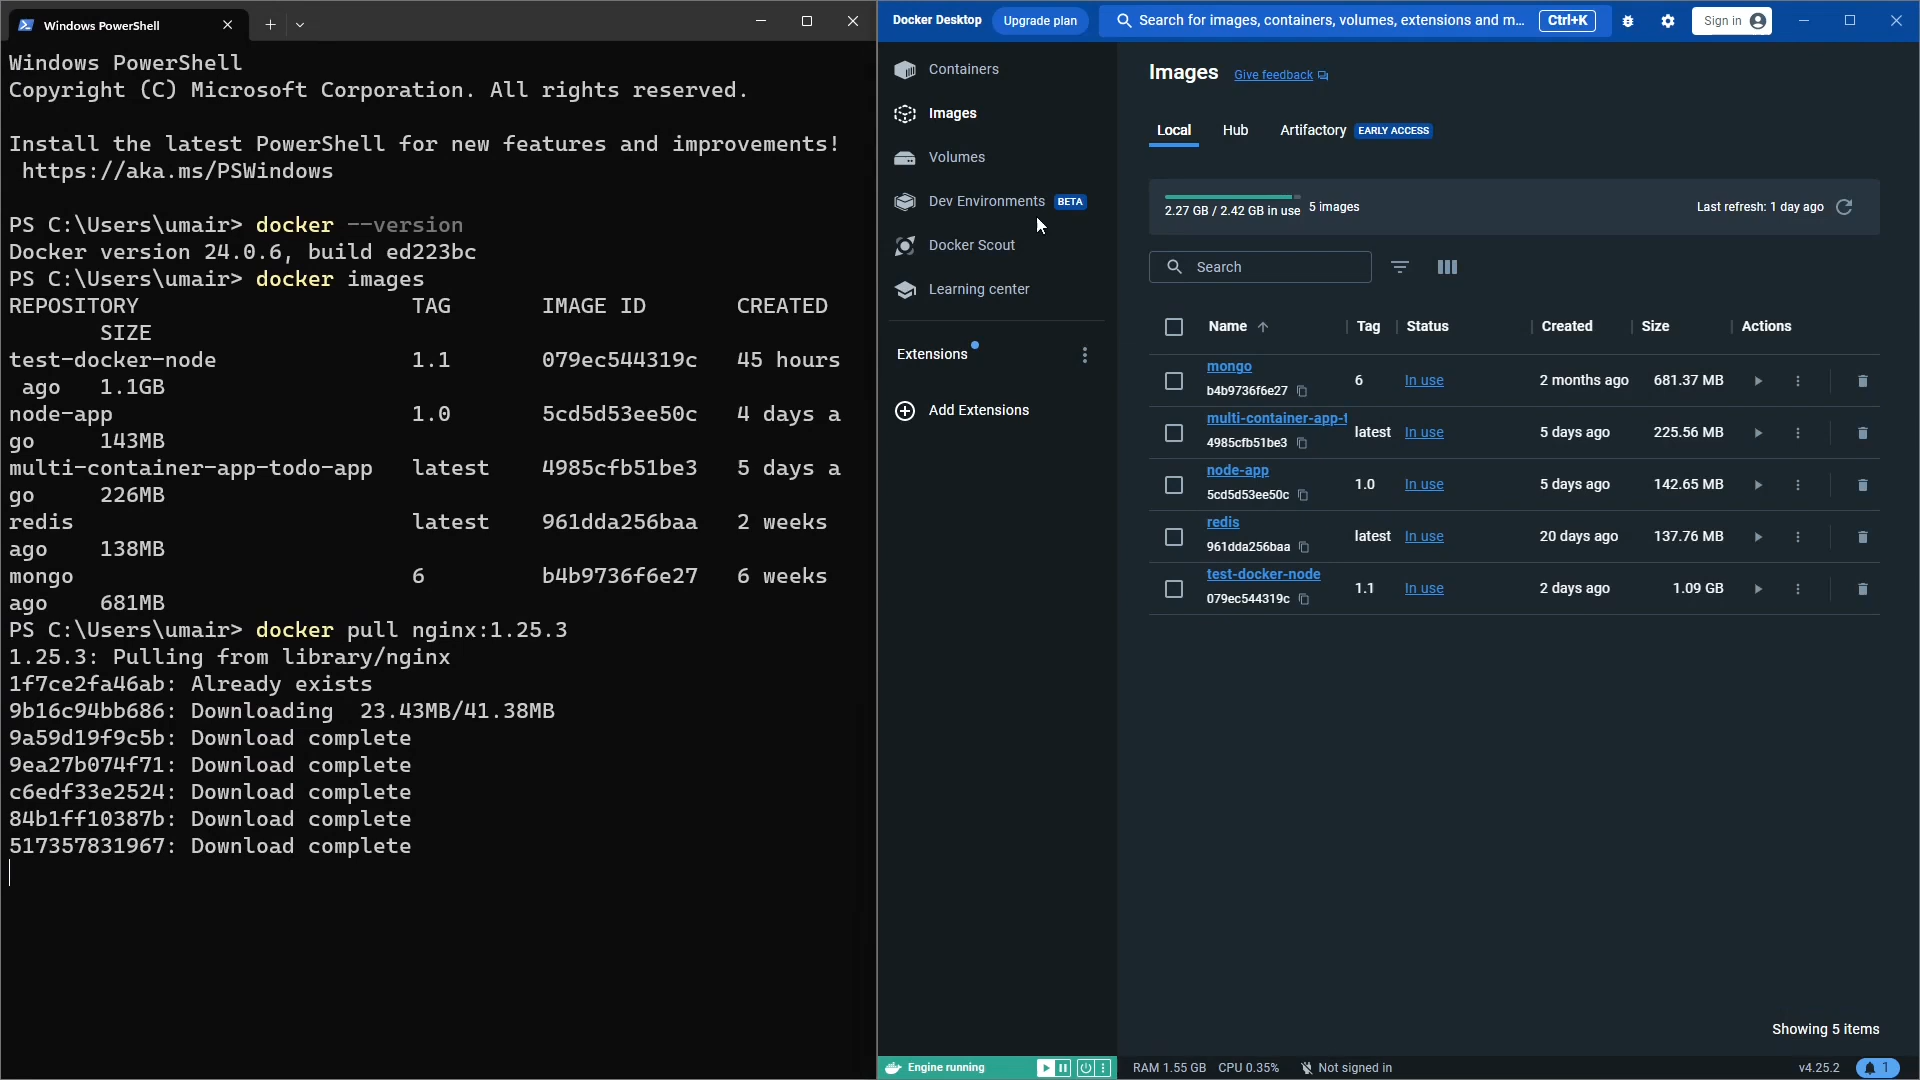 Windows PowerShell
Windows PowerShell
Copyright (C) Microsoft Corporation. All rights reserved.
Install the latest PowerShell for new features and improvements!
https://aka.ms/PSWindows
PS C:\Users\umair> docker --version
Docker version 24.0.6, build ed223bc
PS C:\Users\umair> docker images
REPOSITORY TAG IMAGE ID CREATED
SIZE
test-docker-node 1.1 079ec544319c 45 hours
ago 1.1GB
node-app 1.0 5cd5d53ee50c 4 days a
go 143MB
multi-container-app-todo-app latest 4985cfb51be3 5 days a
go 226MB
redis latest 961dda256baa 2 weeks
ago 138MB
mongo 6 b4b9736f6e27 6 weeks
ago 681MB
PS C:\Users\umair> docker pull nginx:1.25.3
1.25.3: Pulling from library/nginx
1f7ce2fa46ab: Already exists
9b16c94bb686: Downloading 23.43MB/41.38MB
9a59d19f9c5b: Download complete
9ea27b074f71: Download complete
c6edf33e2524: Download complete
84b1ff10387b: Download complete
517357831967: Download complete
Docker Desktop Upgrade plan Search for images, containers, volumes, extensions and m... Ctrl+K Sign in
Containers
Images
Volumes
Dev Environments BETA
Docker Scout
Learning center
Extensions
Add Extensions
Images Give feedback
Local Hub Artifactory EARLY ACCESS
2.27 GB / 2.42 GB in use 5 images Last refresh: 1 day ago
Search
Name Tag Status Created Size Actions
mongo
b4b9736f6e27 6 In use 2 months ago 681.37 MB
multi-container-app-t
4985cfb51be3 latest In use 5 days ago 225.56 MB
node-app
5cd5d53ee50c 1.0 In use 5 days ago 142.65 MB
redis
961dda256baa latest In use 20 days ago 137.76 MB
test-docker-node
079ec544319c 1.1 In use 2 days ago 1.09 GB
Showing 5 items
Engine running RAM 1.55 GB CPU 0.35% Not signed in v4.25.2 1